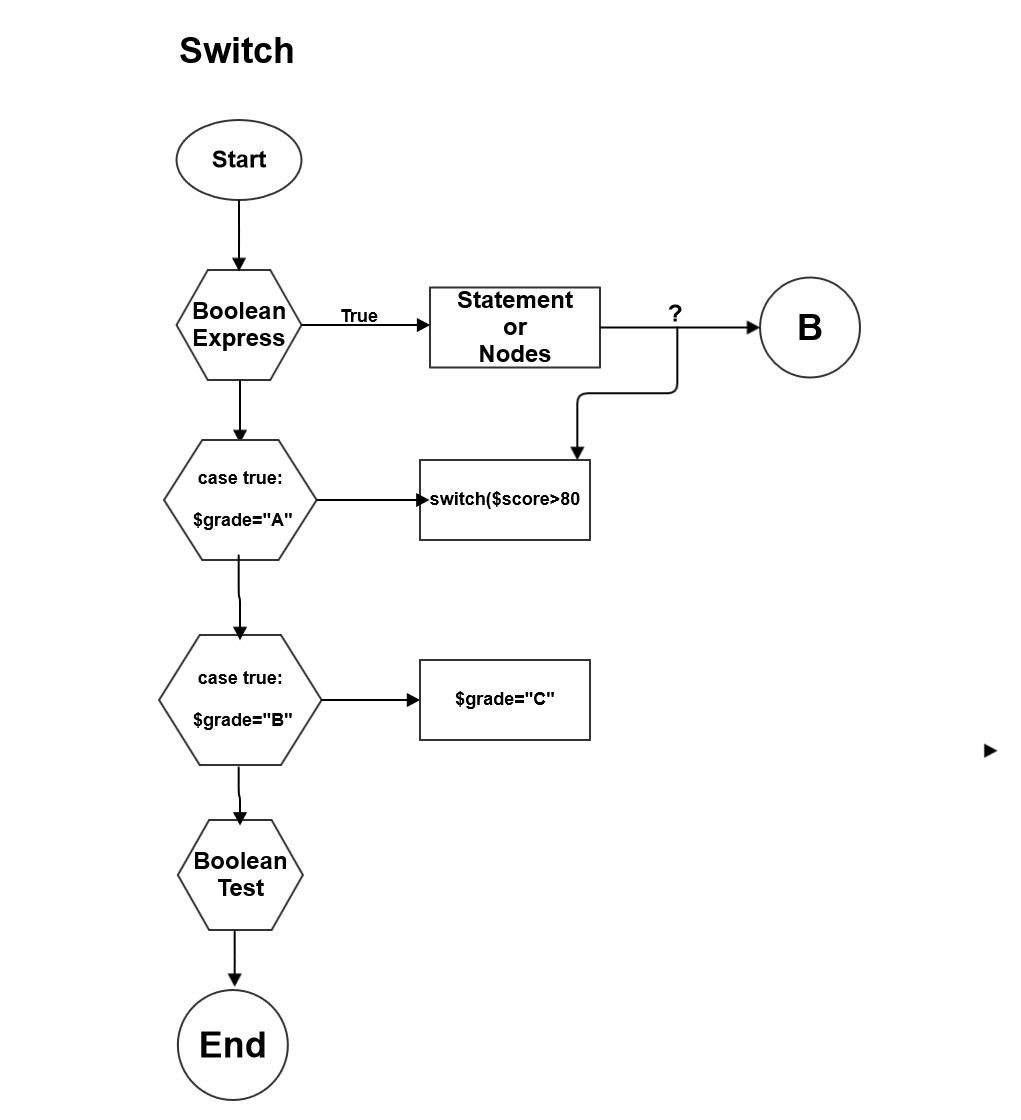 Switch
Start
Boolean
Express
True
Statement
or
Nodes
?
B
case true:
$grade="A"
switch($score>80
case true:
$grade="B"
$grade="C"
Boolean
Test
End